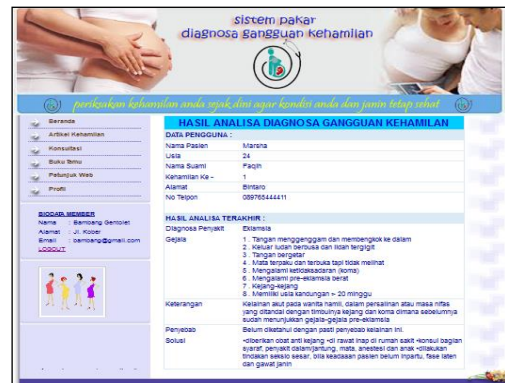 sistem pakar
diagnosa gangguan kehamilan
periksakan kehamilan anda sejak dini agar kondisi anda dan janin tetap sehat
Beranda
Artikel Kehamilan
Konsultasi
Buku Temu
Petunjuk Web
Profil
BIODATA MEMBER
Nama : Bambang Gentolet
Alamat : Jl. Kober
Email : bambang@gmail.com
LOGOUT
HASIL ANALISA DIAGNOSA GANGGUAN KEHAMILAN
DATA PENGGUNA :
Nama Pasien Marsha
Usia 24
Nama Suami Paqih
Kehamilan Ke - 1
Alamat Bintaro
No Telpon 089765444411
HASIL ANALISA TERAKHIR :
Diagnosa Penyakit Eklamsia
Gejala 1 . Tangan menggenggam dan membengkok ke dalam
2 . Keluar ludah berbusa dan lidah tergigit
3 . Tangan bergetar
4 . Mata terpaku dan terbuka tapi tidak melihat
5 . Mengalami ketidaksadaran (koma)
6 . Mengalami pre-eklamsia berat
7 . Kejang-kejang
8 . Memiliki usia kandungan > 20 minggu
Keterangan Kelainan akut pada wanita hamil, dalam persalinan atau masa nifas
yang ditandai dengan timbulnya kejang dan koma dimana sebelumnya
sudah menunjukkan gejala-gejala pre-eklamsia
Penyebab Belum diketahui dengan pasti penyebab kelainan ini.
Solusi •diberikan obat anti kejang •di rawat inap di rumah sakit •konsul bagian
syaraf, penyakit dalam/jantung, mata, anestesi dan anak •dilakukan
tindakan seksio sesar, bila keadaaan pasien belum inpartu, fase laten
dan gawat janin